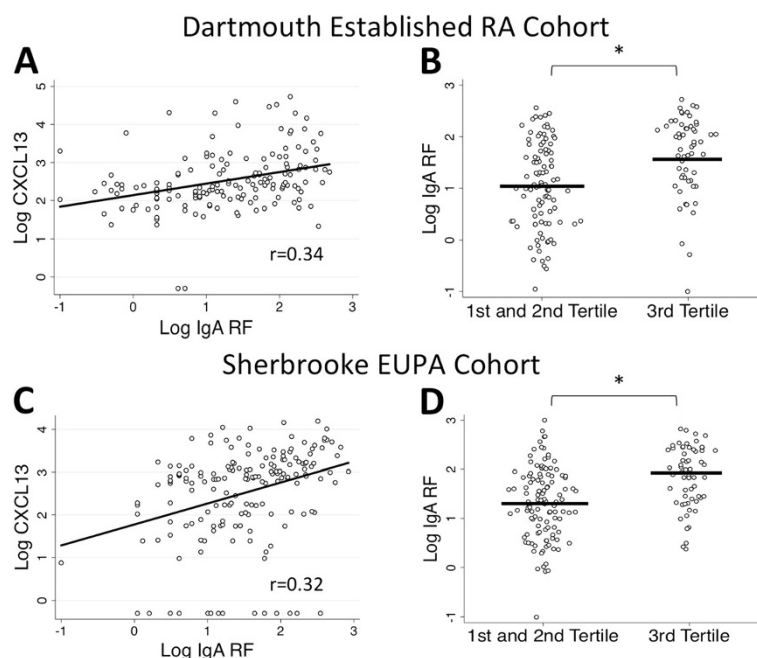 Dartmouth Established RA Cohort
A
Log CXCL13
5
4
3
2
1
0
r=0.34
-1
0
1
2
3
Log IgA RF
B
*
Log IgA RF
3
2
1
0
-1
1st and 2nd Tertile
3rd Tertile
Sherbrooke EUPA Cohort
C
Log CXCL13
4
3
2
1
0
r=0.32
-1
0
1
2
3
Log IgA RF
D
*
Log IgA RF
3
2
1
0
-1
1st and 2nd Tertile
3rd Tertile